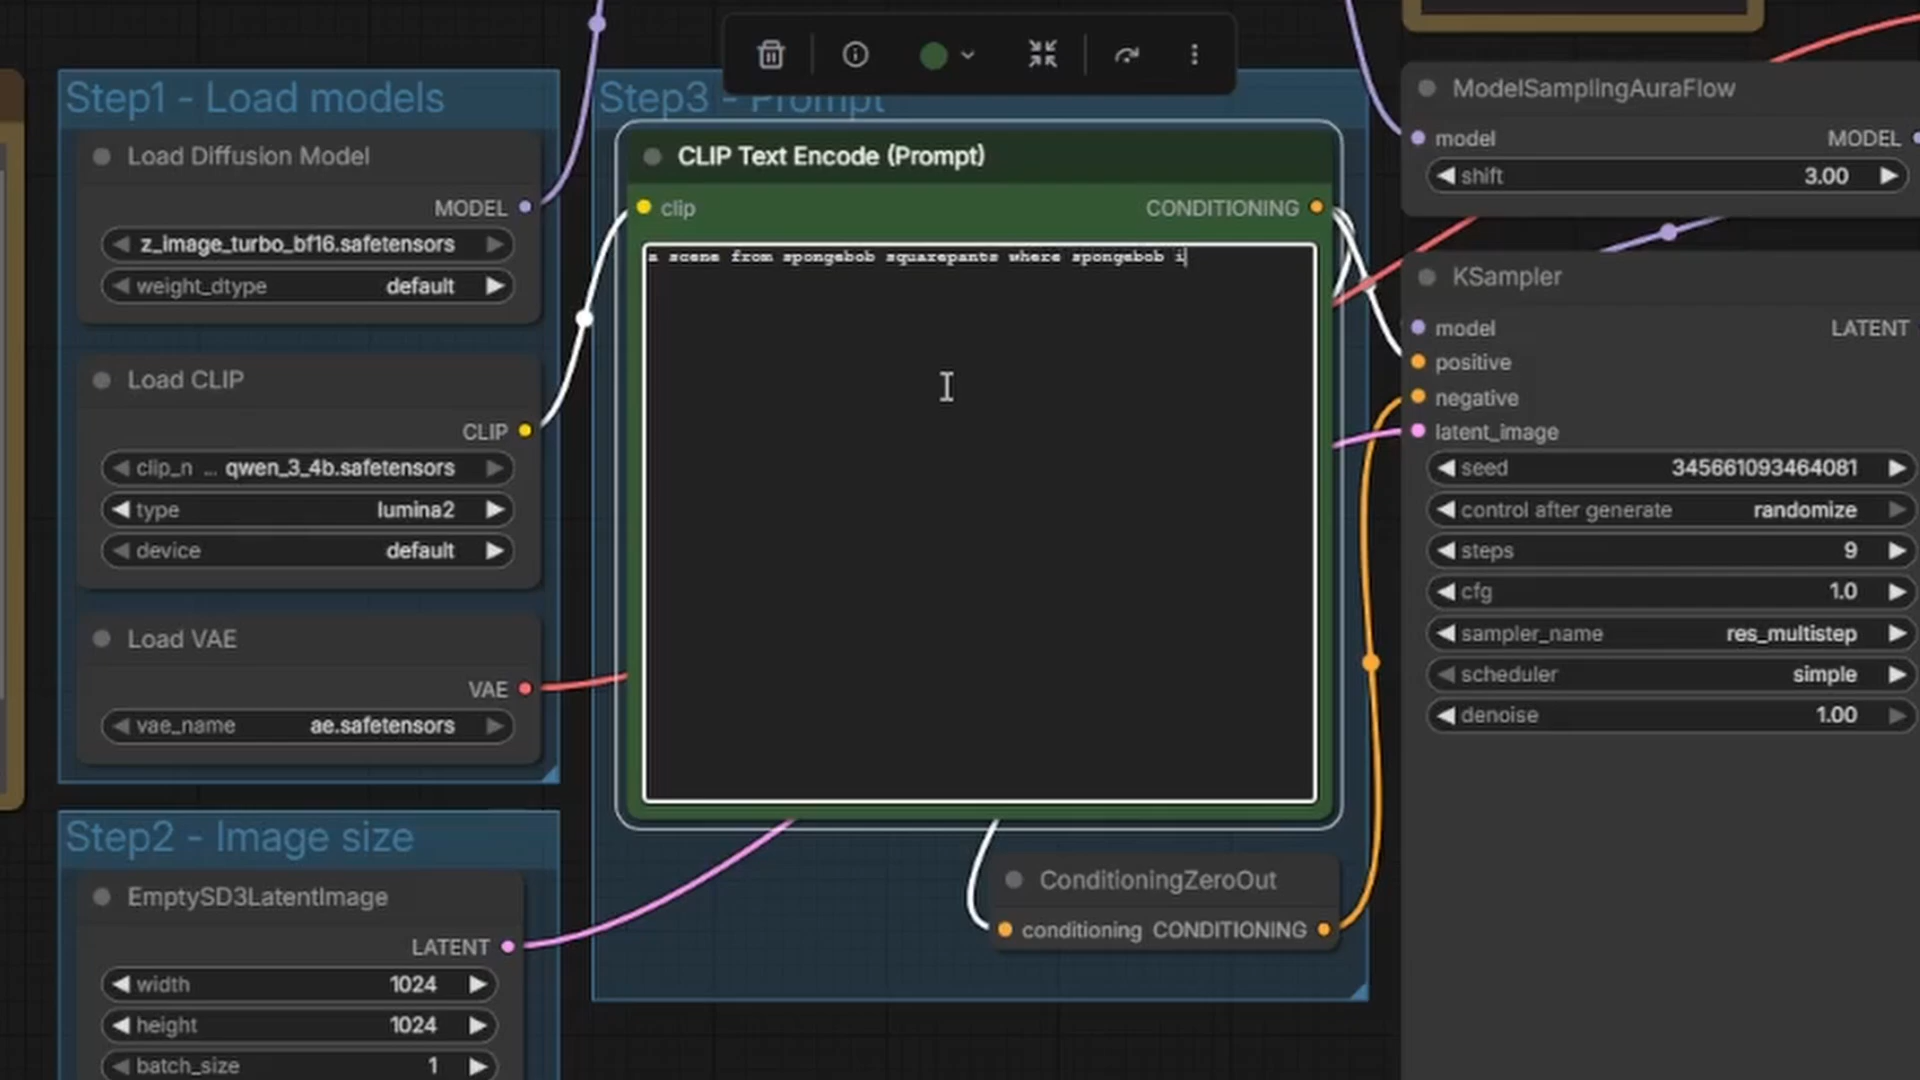 Step1 - Load models
Load Diffusion Model
MODEL
z_image_turbo_bf16.safetensors
weight_dtype default
Load CLIP
CLIP
clip_n ... qwen_3_4b.safetensors
type lumina2
device default
Load VAE
VAE
vae_name ae.safetensors
Step2 - Image size
EmptySD3LatentImage
LATENT
width 1024
height 1024
batch_size 1
Step3 - Prompt
CLIP Text Encode (Prompt)
clip CONDITIONING
a scene from spongebob squarepants where spongebob i
ConditioningZeroOut
conditioning CONDITIONING
ModelSamplingAuraFlow
model MODEL
shift 3.00
KSampler
model LATENT
positive
negative
latent_image
seed 345661093464081
control after generate randomize
steps 9
cfg 1.0
sampler_name res_multistep
scheduler simple
denoise 1.00